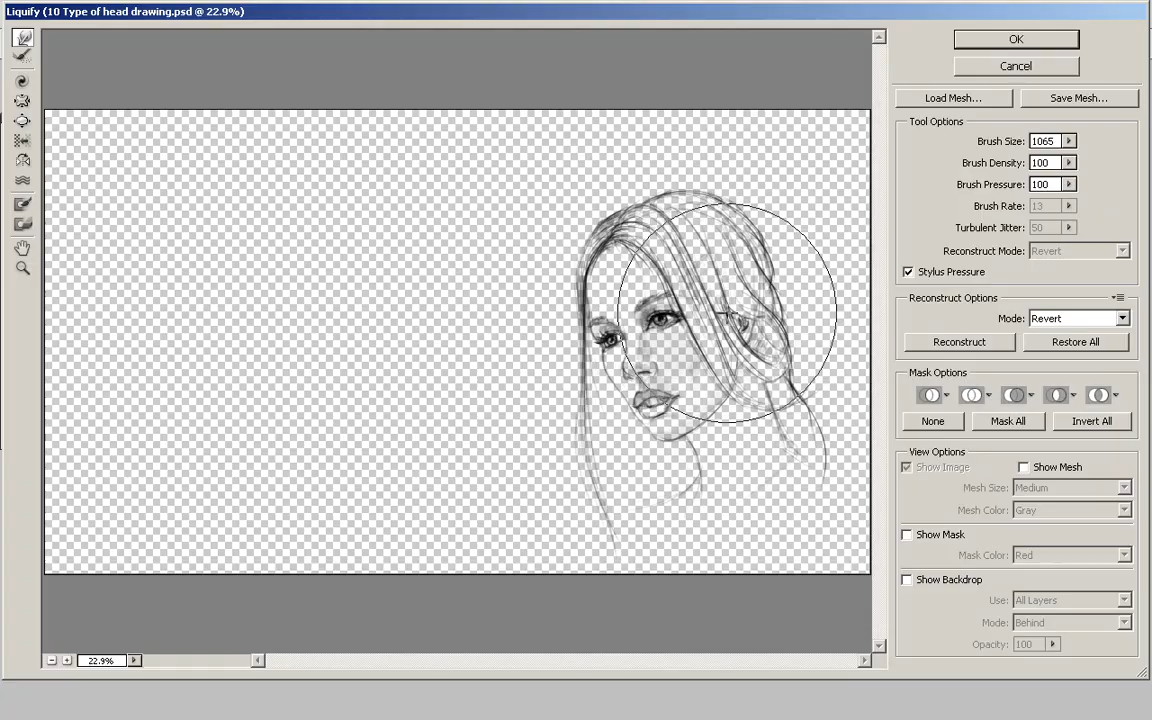 Liquify (10 Type of head drawing.psd @ 22.9%)
OK
Cancel
Load Mesh...
Save Mesh...
Tool Options
Brush Size: 1065
Brush Density: 100
Brush Pressure: 100
Brush Rate: 13
Turbulent Jitter: 50
Reconstruct Mode: Revert
Stylus Pressure
Reconstruct Options
Mode: Revert
Reconstruct
Restore All
Mask Options
None
Mask All
Invert All
View Options
Show Image
Show Mesh
Mesh Size: Medium
Mesh Color: Gray
Show Mask
Mask Color: Red
Show Backdrop
Use: All Layers
Mode: Behind
Opacity: 100
22.9%